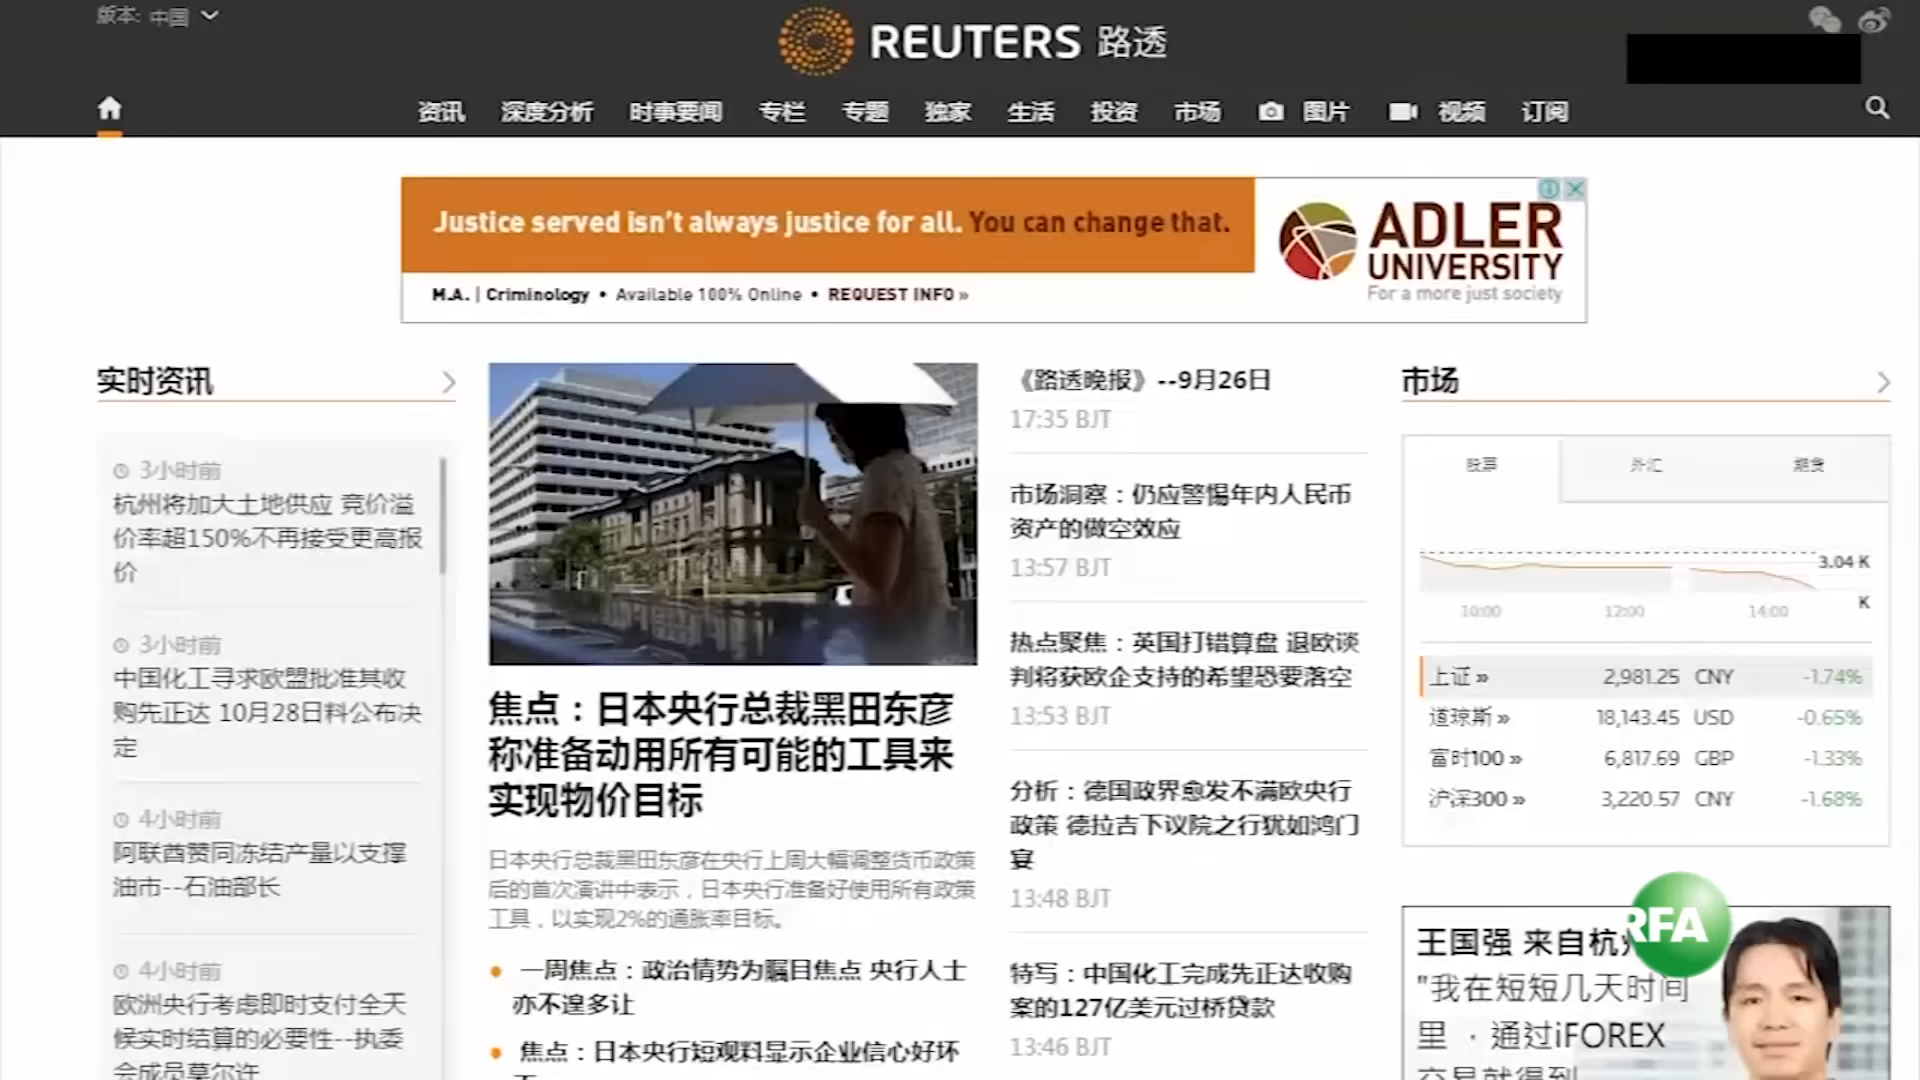 版本: 中国
REUTERS 路透
资讯 深度分析 时事要闻 专栏 专题 独家 生活 投资 市场 图片 视频 订阅
Justice served isn't always justice for all. You can change that.
M.A. | Criminology • Available 100% Online • REQUEST INFO »
ADLER
UNIVERSITY
For a more just society
实时资讯
3小时前
杭州将加大土地供应 竞价溢
价率超150%不再接受更高报
价
3小时前
中国化工寻求欧盟批准其收
购先正达 10月28日料公布决
定
4小时前
阿联酋赞同冻结产量以支撑
油市--石油部长
4小时前
欧洲央行考虑即时支付全天
候实时结算的必要性--执委
会成员莫尔许
焦点：日本央行总裁黑田东彦
称准备动用所有可能的工具来
实现物价目标
日本央行总裁黑田东彦在央行上周大幅调整货币政策
后的首次演讲中表示，日本央行准备好使用所有政策
工具，以实现2%的通胀率目标。
• 一周焦点：政治情势为瞩目焦点 央行人士
亦不遑多让
• 焦点：日本央行短观料显示企业信心好坏
《路透晚报》--9月26日
17:35 BJT
市场洞察：仍应警惕年内人民币
资产的做空效应
13:57 BJT
热点聚焦：英国打错算盘 退欧谈
判将获欧企支持的希望恐要落空
13:53 BJT
分析：德国政界愈发不满欧央行
政策 德拉吉下议院之行犹如鸿门
宴
13:48 BJT
特写：中国化工完成先正达收购
案的127亿美元过桥贷款
13:46 BJT
市场
股票 外汇 期货
3.04 K
K
10:00 12:00 14:00
上证 » 2,981.25 CNY -1.74%
道琼斯 » 18,143.45 USD -0.65%
富时100 » 6,817.69 GBP -1.33%
沪深300 » 3,220.57 CNY -1.68%
RFA
王国强 来自杭
"我在短短几天时间
里，通过iFOREX
交易就得到